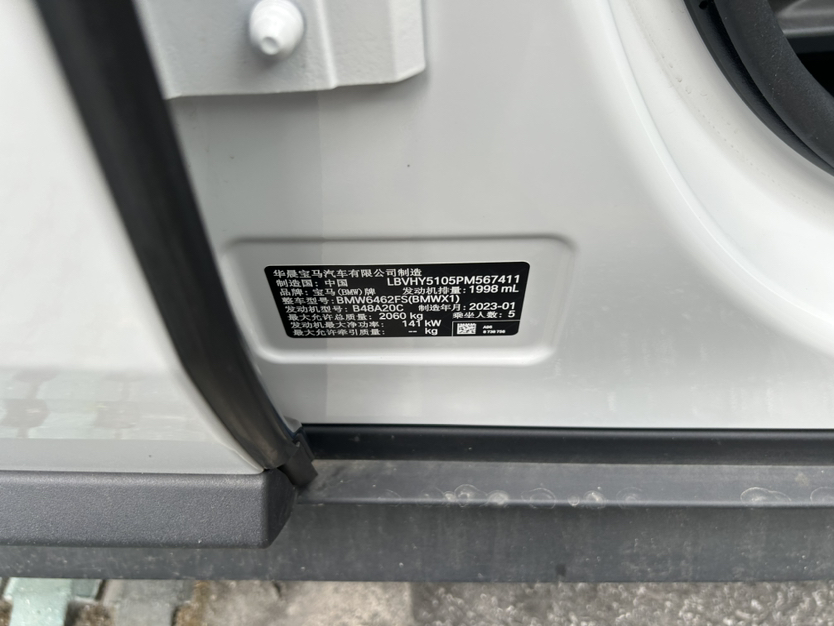 华晨宝马汽车有限公司制造
制造国：中国 LBVHY5105PM567411
品牌：宝马(BMW)牌 发动机排量：1998 mL
整车型号：BMW6462FS(BMWX1)
发动机型号：B48A20C 制造年月：2023-01
最大允许总质量：2060 kg 乘坐人数：5
发动机最大净功率：141 kW
最大允许牵引质量：-- kg